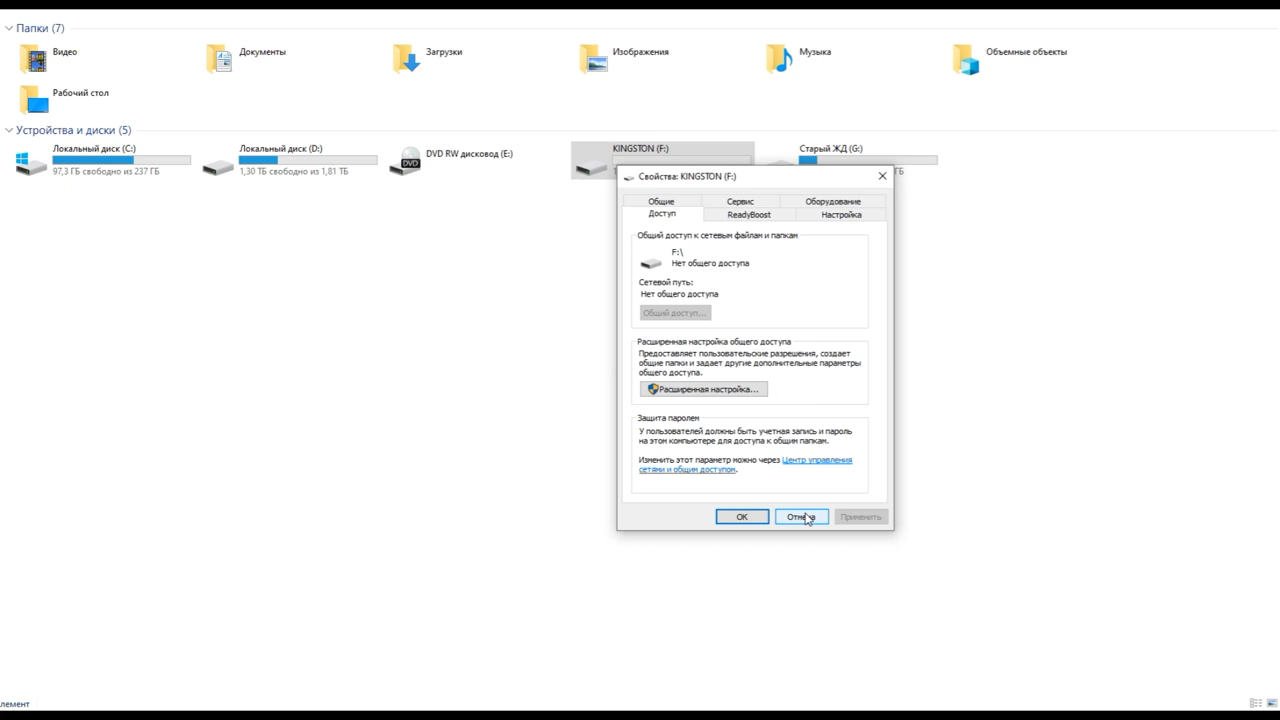 Папки (7)
Видео
Документы
Загрузки
Изображения
Музыка
Объемные объекты
Рабочий стол
Устройства и диски (5)
Локальный диск (C:)
97,3 ГБ свободно из 237 ГБ
Локальный диск (D:)
1,30 ТБ свободно из 1,81 ТБ
DVD RW дисковод (E:)
DVD
KINGSTON (F:)
Старый ЖД (G:)
ГБ
Свойства: KINGSTON (F:)
Общие Сервис Оборудование
Доступ ReadyBoost Настройка
Общий доступ к сетевым файлам и папкам
F:\
Нет общего доступа
Сетевой путь:
Нет общего доступа
Общий доступ...
Расширенная настройка общего доступа
Предоставляет пользовательские разрешения, создает
общие папки и задает другие дополнительные параметры
общего доступа.
Расширенная настройка...
Защита паролем
У пользователей должны быть учетная запись и пароль
на этом компьютере для доступа к общим папкам.
Изменить этот параметр можно через Центр управления
сетями и общим доступом.
OK Отмена Применить
лемент